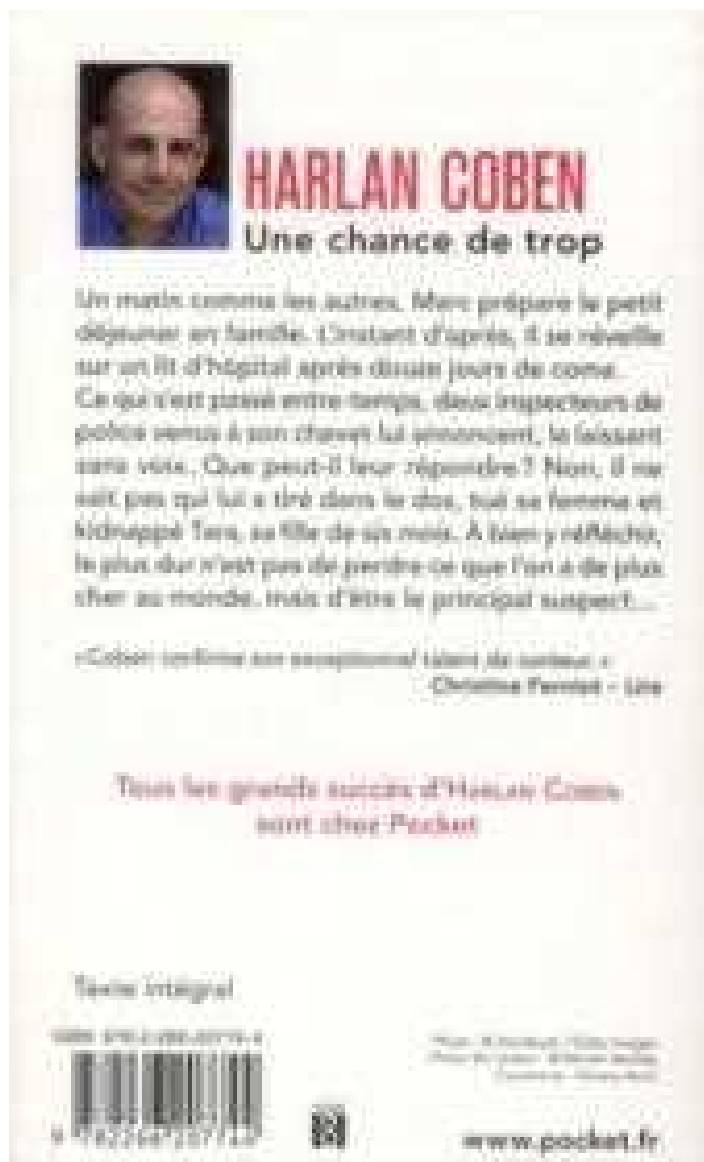 HARLAN COBEN
Une chance de trop
Un matin comme les autres, Marc prépare le petit
déjeuner en famille. L'instant d'après, il se réveille
sur un lit d'hôpital après douze jours de coma.
Ce qui s'est passé entre-temps, deux inspecteurs de
police venus à son chevet lui annoncent, le laissant
sans voix. Que peut-il leur répondre ? Non, il ne
sait pas qui lui a tiré dans le dos, tué sa femme et
kidnappé Tara, sa fille de six mois. À bien y réfléchir,
le plus dur n'est pas de perdre ce que l'on a de plus
cher au monde, mais d'être le principal suspect...
« Coben confirme son exceptionnel talent de conteur. »
Christine Ferniot – Lire
Tous les grands succès d'HARLAN COBEN
sont chez Pocket
Texte intégral
www.pocket.fr